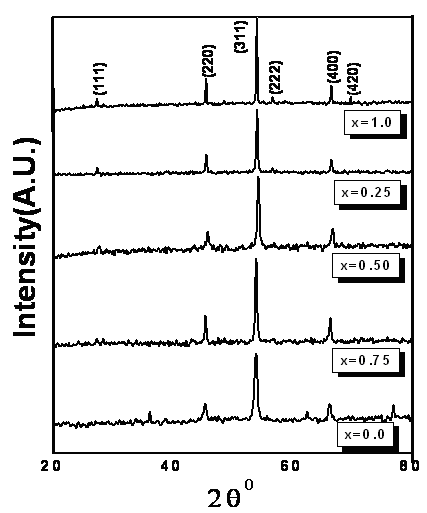 (111)
(220)
(311)
(222)
(400)
(420)
x=1.0
x=0.25
x=0.50
x=0.75
x=0.0
Intensity(A.U.)
20 40 60 80
2θ⁰